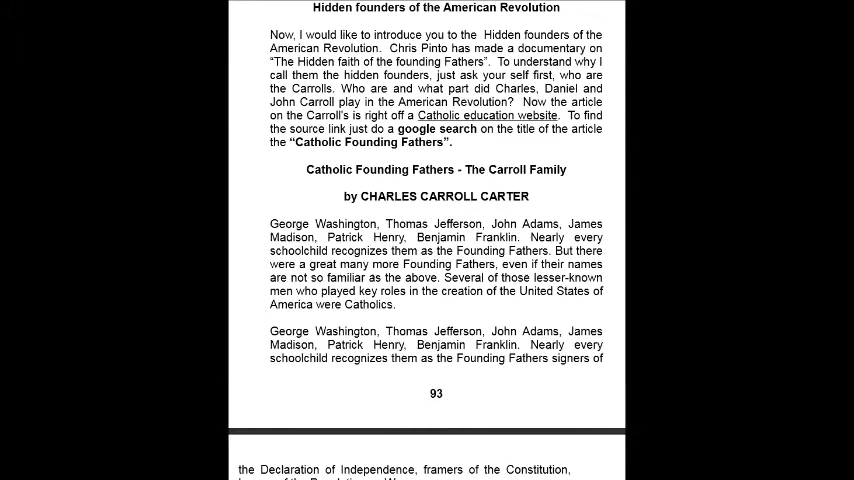 Hidden founders of the American Revolution
Now, I would like to introduce you to the Hidden founders of the
American Revolution. Chris Pinto has made a documentary on
“The Hidden faith of the founding Fathers”. To understand why I
call them the hidden founders, just ask your self first, who are
the Carrolls. Who are and what part did Charles, Daniel and
John Carroll play in the American Revolution? Now the article
on the Carroll's is right off a Catholic education website. To find
the source link just do a google search on the title of the article
the “Catholic Founding Fathers”.
Catholic Founding Fathers - The Carroll Family
by CHARLES CARROLL CARTER
George Washington, Thomas Jefferson, John Adams, James
Madison, Patrick Henry, Benjamin Franklin. Nearly every
schoolchild recognizes them as the Founding Fathers. But there
were a great many more Founding Fathers, even if their names
are not so familiar as the above. Several of those lesser-known
men who played key roles in the creation of the United States of
America were Catholics.
George Washington, Thomas Jefferson, John Adams, James
Madison, Patrick Henry, Benjamin Franklin. Nearly every
schoolchild recognizes them as the Founding Fathers signers of
93
the Declaration of Independence, framers of the Constitution,